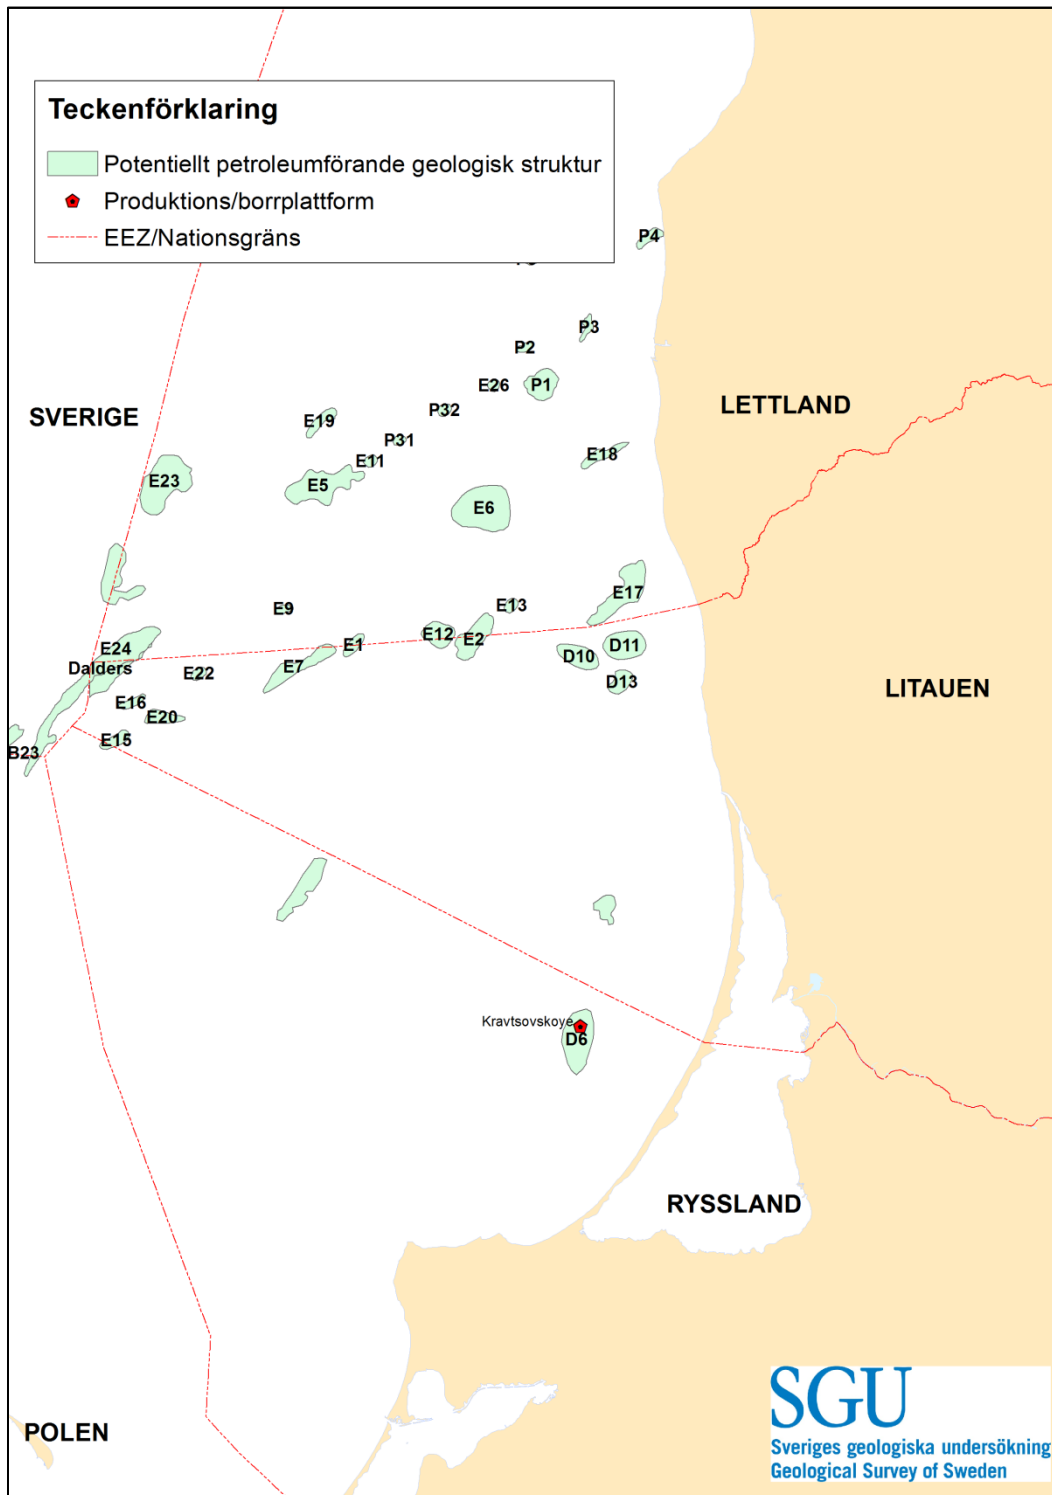 Teckenförklaring
Potentiellt petroleumförande geologisk struktur
Produktions/borrplattform
EEZ/Nationsgräns
P4
P3
P2
E26
P1
SVERIGE
LETTLAND
P32
E19
P31
E11
E18
E23
E5
E6
E17
E9
E13
E12
E2
E1
E24
D11
D10
Dalders
E7
E22
D13
LITAUEN
E16
E20
E15
B23
Kravtsovskoye
D6
RYSSLAND
POLEN
SGU
Sveriges geologiska undersökning
Geological Survey of Sweden